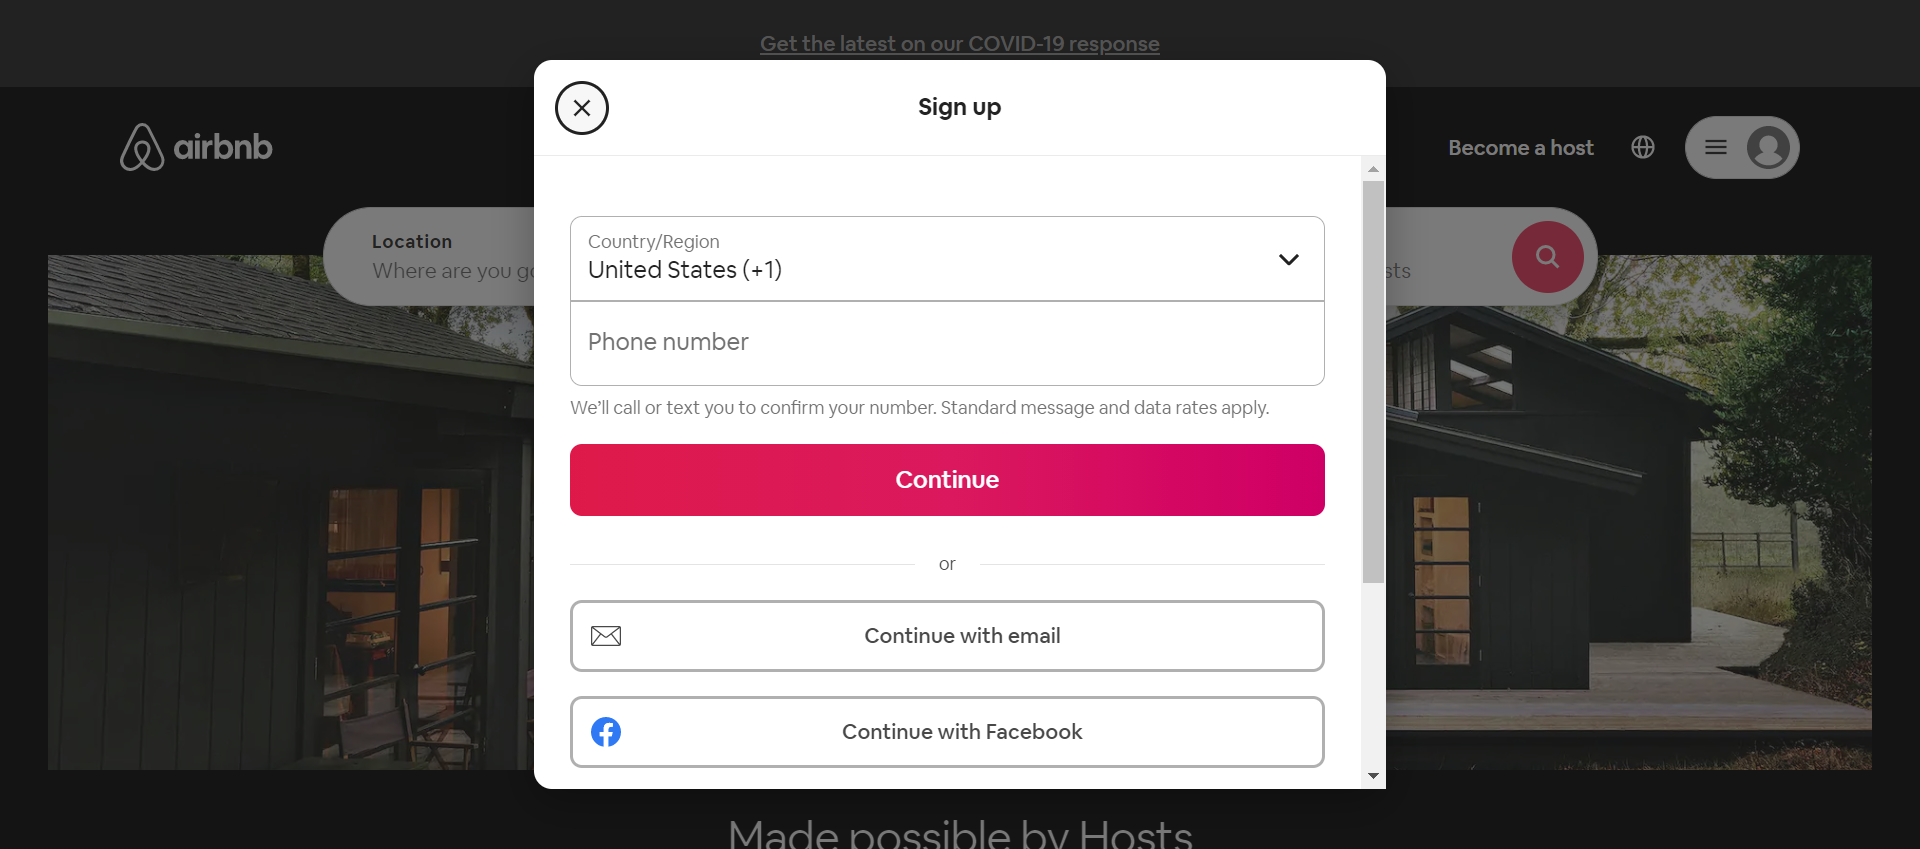 Get the latest on our COVID-19 response
Sign up
airbnb
Become a host
Location
Where are you
sts
Country/Region
United States (+1)
Phone number
We'll call or text you to confirm your number. Standard message and data rates apply.
Continue
or
Continue with email
Continue with Facebook
Made possible by Hosts